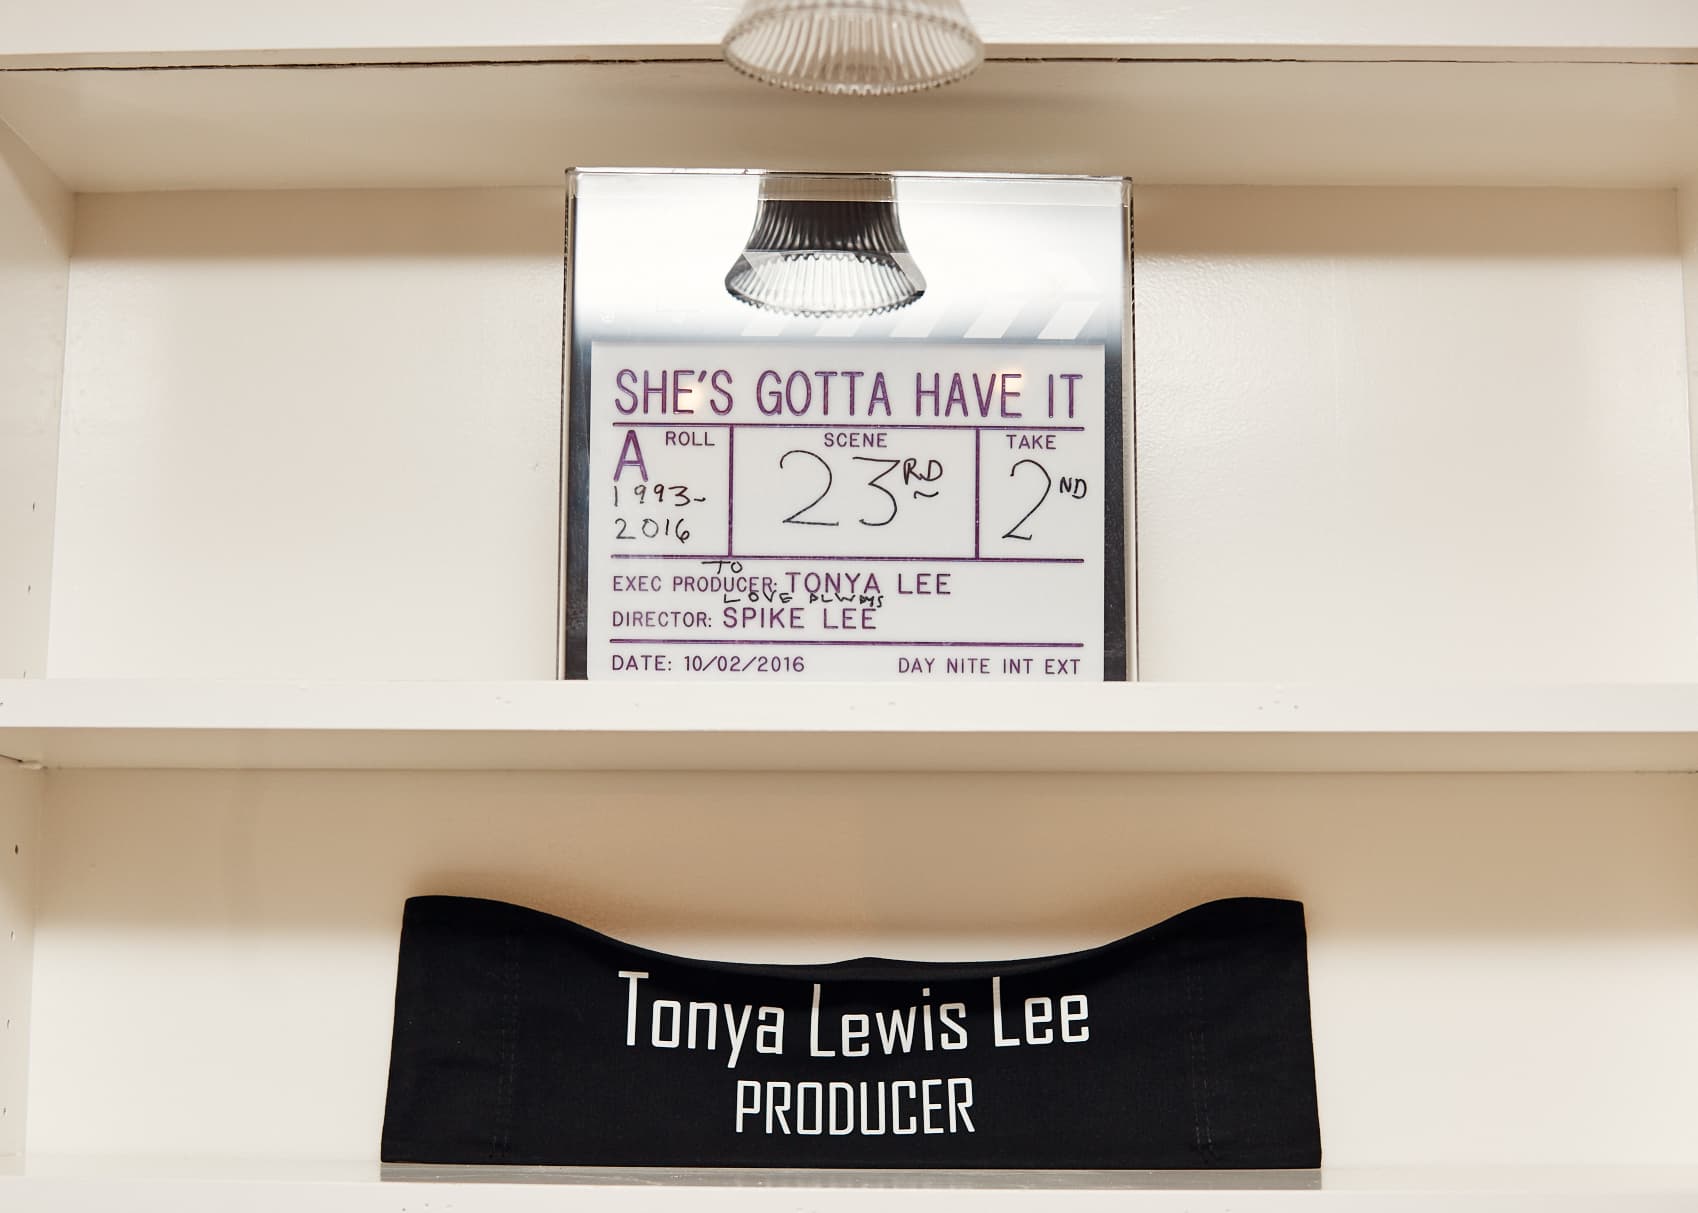 SHE'S GOTTA HAVE IT
A ROLL SCENE TAKE
1993-
2016
23RD
2ND
TO
EXEC PRODUCER: TONYA LEE
LOVE ALWAYS
DIRECTOR: SPIKE LEE
DATE: 10/02/2016 DAY NITE INT EXT
Tonya Lewis Lee
PRODUCER